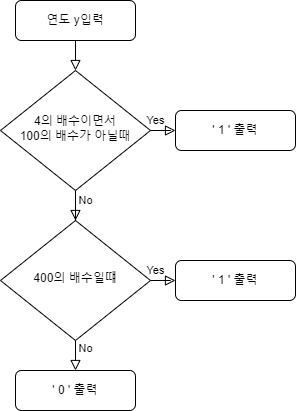 연도 y입력
4의 배수이면서
100의 배수가 아닐때
Yes
' 1 ' 출력
No
400의 배수일떄
Yes
' 1 ' 출력
No
' 0 ' 출력